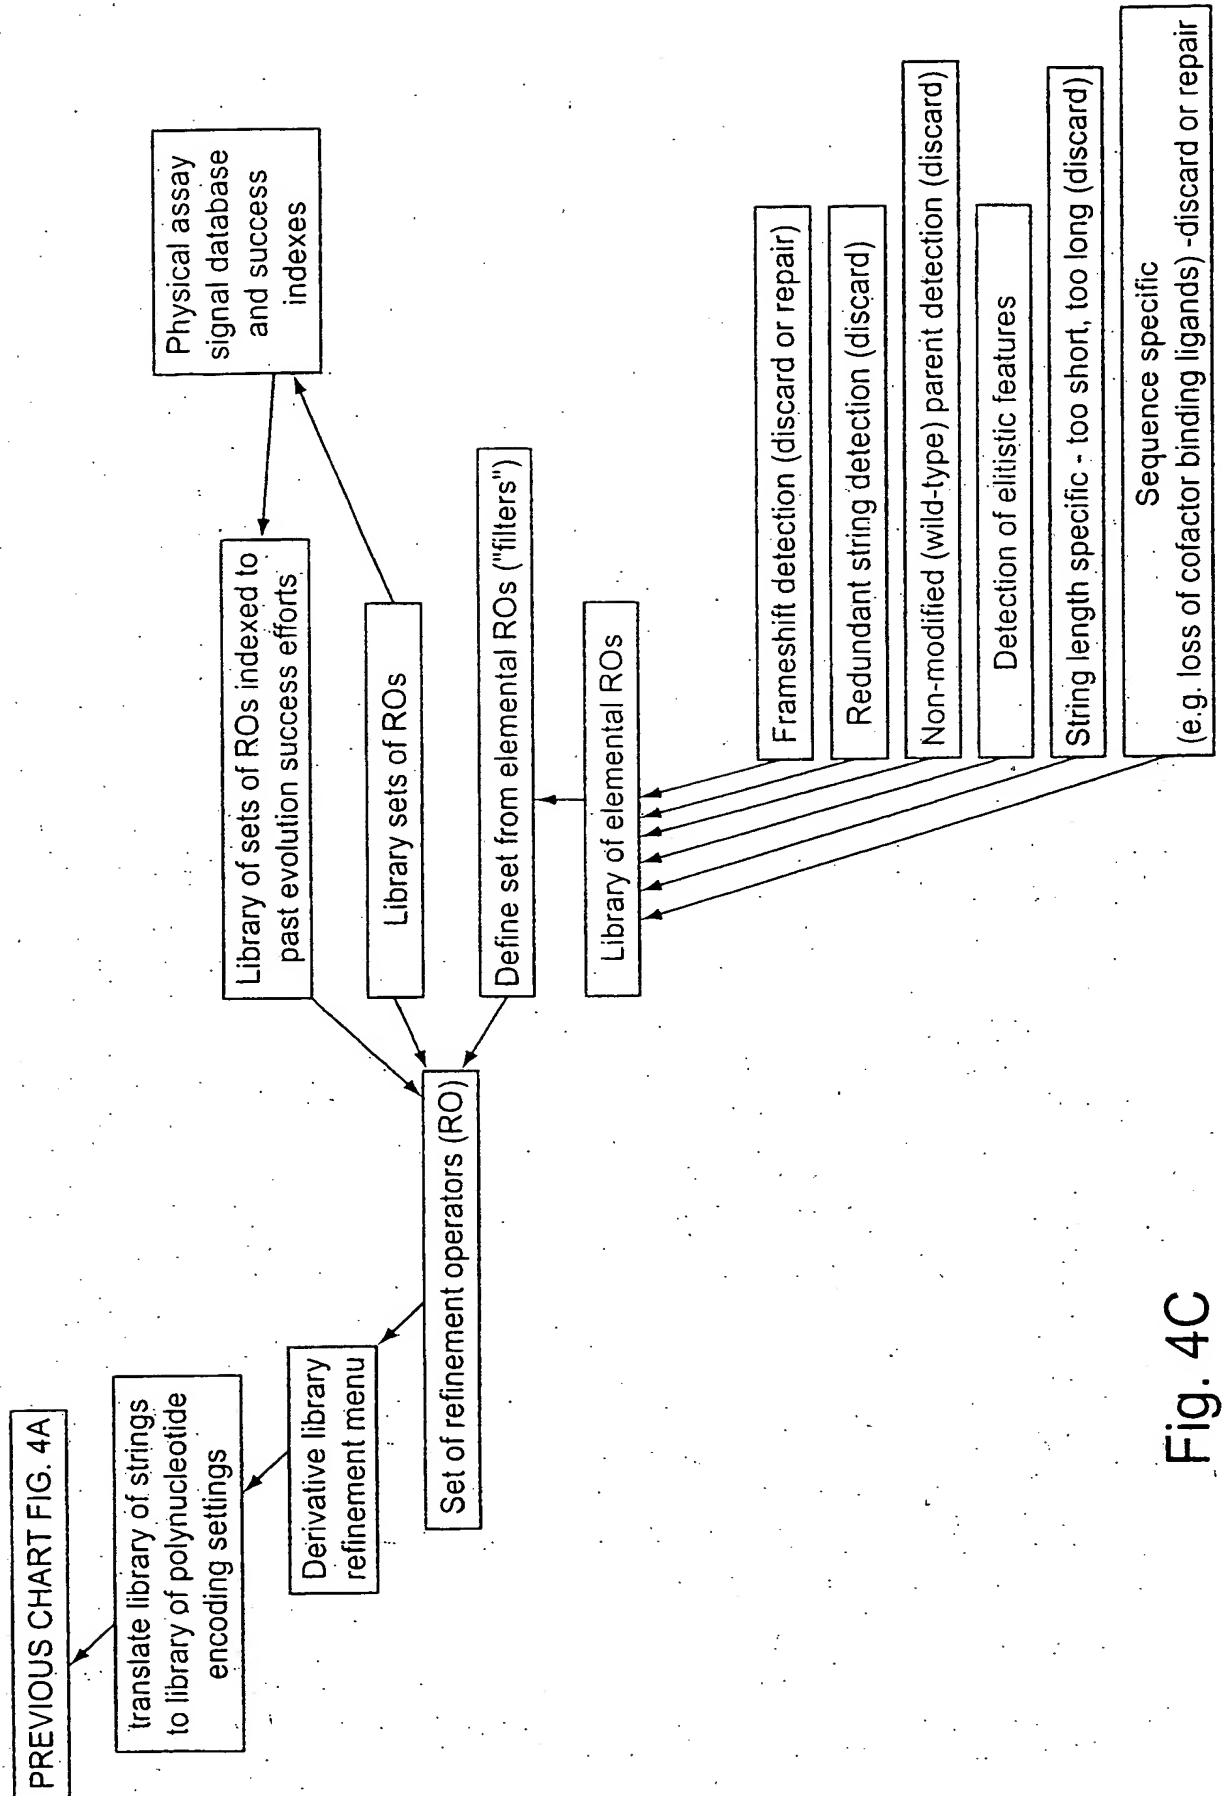 PREVIOUS CHART FIG. 4A
translate library of strings
to library of polynucleotide
encoding settings
Derivative library
refinement menu
Set of refinement operators (RO)
Library of sets of ROs indexed to
past evolution success efforts
Physical assay
signal database
and success
indexes
Library sets of ROs
Define set from elemental ROs ("filters")
Library of elemental ROs
Frameshift detection (discard or repair)
Redundant string detection (discard)
Non-modified (wild-type) parent detection (discard)
Detection of elitistic features
String length specific - too short, too long (discard)
Sequence specific
(e.g. loss of cofactor binding ligands) -discard or repair
Fig. 4C